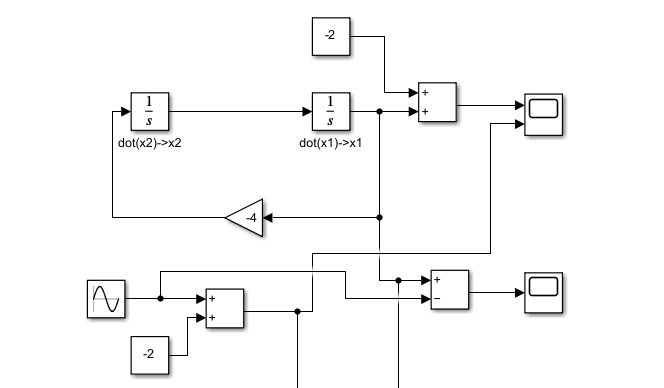 -2
+
+
1
s
1
s
dot(x2)->x2
dot(x1)->x1
-4
+
−
+
+
-2